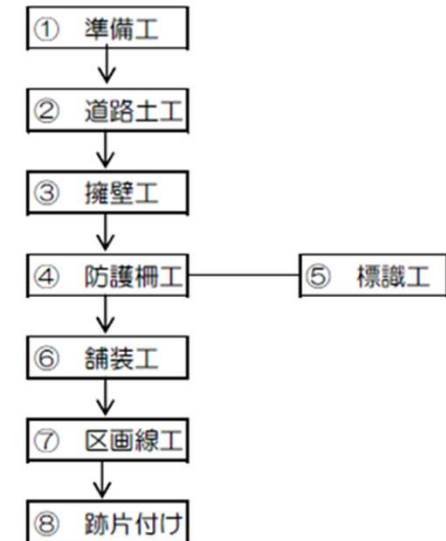 ① 準備工
② 道路土工
③ 擁壁工
④ 防護柵工
⑤ 標識工
⑥ 舗装工
⑦ 区画線工
⑧ 跡片付け